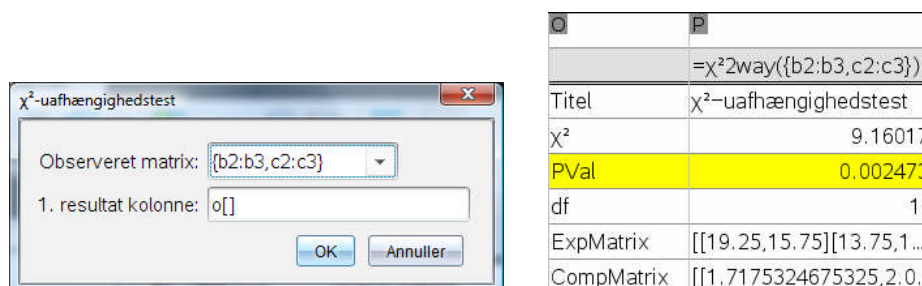 χ²-uafhængighedstest
Observeret matrix: {b2:b3,c2:c3}
1. resultat kolonne: o[]
OK Annuller
O P
=χ²2way({b2:b3,c2:c3})
Titel χ²−uafhængighedstest
χ² 9.16017
PVal 0.002473
df 1
ExpMatrix [[19.25,15.75][13.75,1...
CompMatrix [[1.7175324675325,2.0.